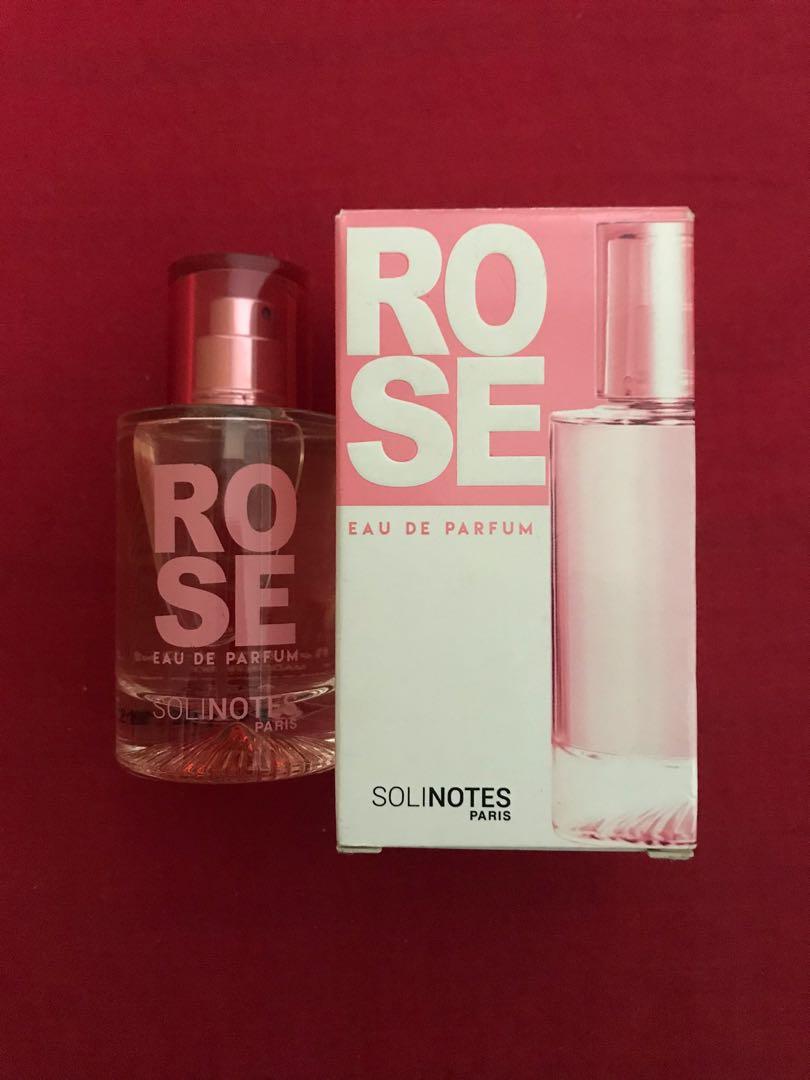 RO
SE
EAU DE PARFUM
SOLINOTES
PARIS
RO
SE
EAU DE PARFUM
SOLINOTES
PARIS